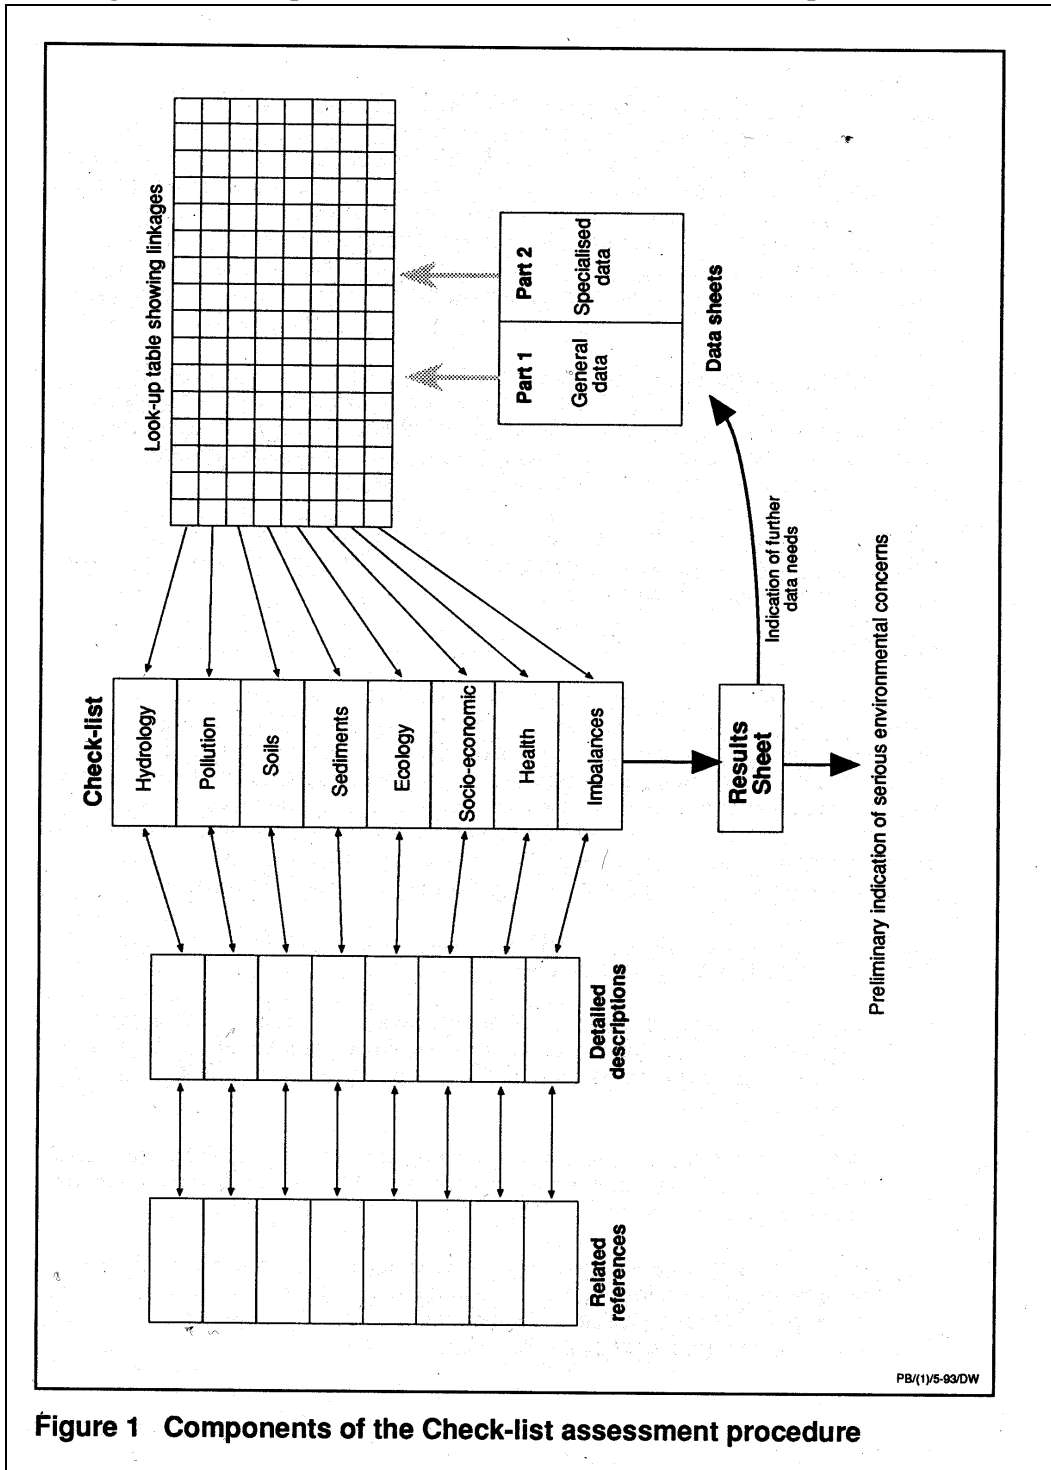 Look-up table showing linkages
Part 1
General
data
Part 2
Specialised
data
Data sheets
Check-list
Hydrology
Pollution
Soils
Sediments
Ecology
Socio-economic
Health
Imbalances
Indication of further
data needs
Results
Sheet
Preliminary indication of serious environmental concerns
Detailed
descriptions
Related
references
PB/(1)/5-93/DW
Figure 1 Components of the Check-list assessment procedure